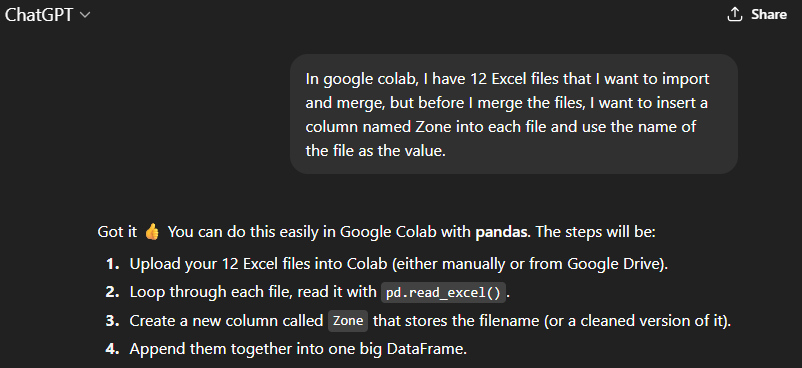 ChatGPT
Share
In google colab, I have 12 Excel files that I want to import
and merge, but before I merge the files, I want to insert a
column named Zone into each file and use the name of
the file as the value.
Got it 👍 You can do this easily in Google Colab with pandas. The steps will be:
1. Upload your 12 Excel files into Colab (either manually or from Google Drive).
2. Loop through each file, read it with pd.read_excel().
3. Create a new column called Zone that stores the filename (or a cleaned version of it).
4. Append them together into one big DataFrame.